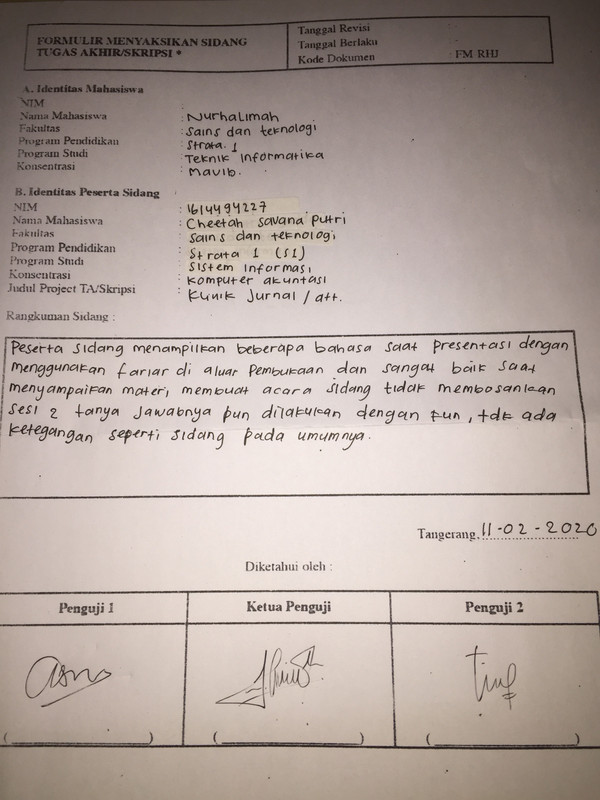 FORMULIR MENYAKSIKAN SIDANG
TUGAS AKHIR/SKRIPSI *
Tanggal Revisi
Tanggal Berlaku
Kode Dokumen : FM RHJ
A. Identitas Mahasiswa
NIM :
Nama Mahasiswa : Nurhalimah
Fakultas : Sains dan teknologi
Program Pendidikan : Strata 1
Program Studi : Teknik Informatika
Konsentrasi : Mavib.
B. Identitas Peserta Sidang
NIM : 1614494227
Nama Mahasiswa : Cheetah Savana Putri
Fakultas : Sains dan teknologi
Program Pendidikan : Strata 1 (S1)
Program Studi : Sistem Informasi
Konsentrasi : Komputer akuntasi
Judul Project TA/Skripsi : Klinik Jurnal / att.
Rangkuman Sidang :
Peserta sidang menampilkan beberapa bahasa saat presentasi dengan
menggunakan fariar di aluar Pembukaan dan sangat baik saat
menyampaikan materi, membuat acara sidang tidak membosankan
sesi 2 tanya jawabnya pun dilakukan dengan fun, tdk ada
ketegangan seperti sidang pada umumnya.
Tangerang, 11-02-2020
Diketahui oleh :
Penguji 1 Ketua Penguji Penguji 2